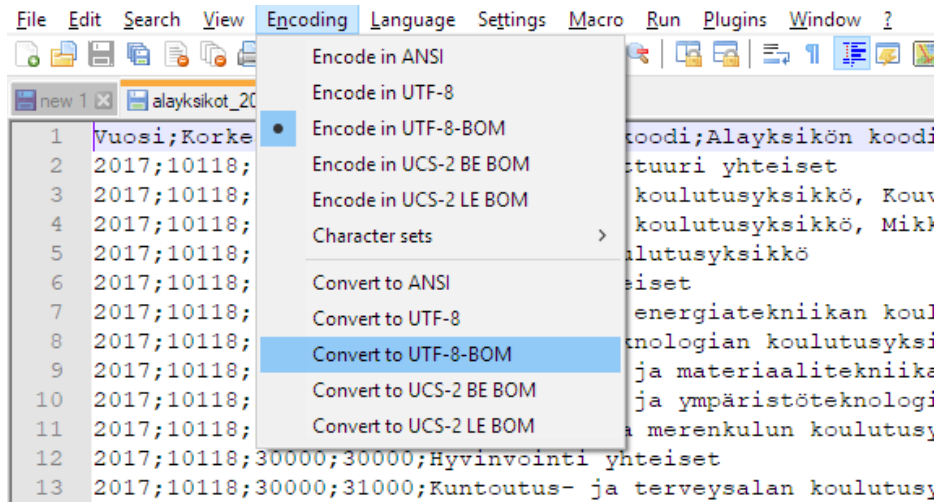 File Edit Search View Encoding Language Settings Macro Run Plugins Window ?
new 1 alayksikot_20
Encode in ANSI
Encode in UTF-8
Encode in UTF-8-BOM
Encode in UCS-2 BE BOM
Encode in UCS-2 LE BOM
Character sets
Convert to ANSI
Convert to UTF-8
Convert to UTF-8-BOM
Convert to UCS-2 BE BOM
Convert to UCS-2 LE BOM
1 Vuosi;Korke koodi;Alayksikön koodi
2 2017;10118; ttuuri yhteiset
3 2017;10118; koulutusyksikkö, Kouv
4 2017;10118; koulutusyksikkö, Mikk
5 2017;10118; lutusyksikkö
6 2017;10118; eiset
7 2017;10118; energiatekniikan koul
8 2017;10118; knologian koulutusyksi
9 2017;10118; ja materiaalitekniika
10 2017;10118; ja ympäristöteknologi
11 2017;10118; merenkulun koulutusy
12 2017;10118;30000;30000;Hyvinvointi yhteiset
13 2017;10118;30000;31000;Kuntoutus- ja terveysalan koulutusy